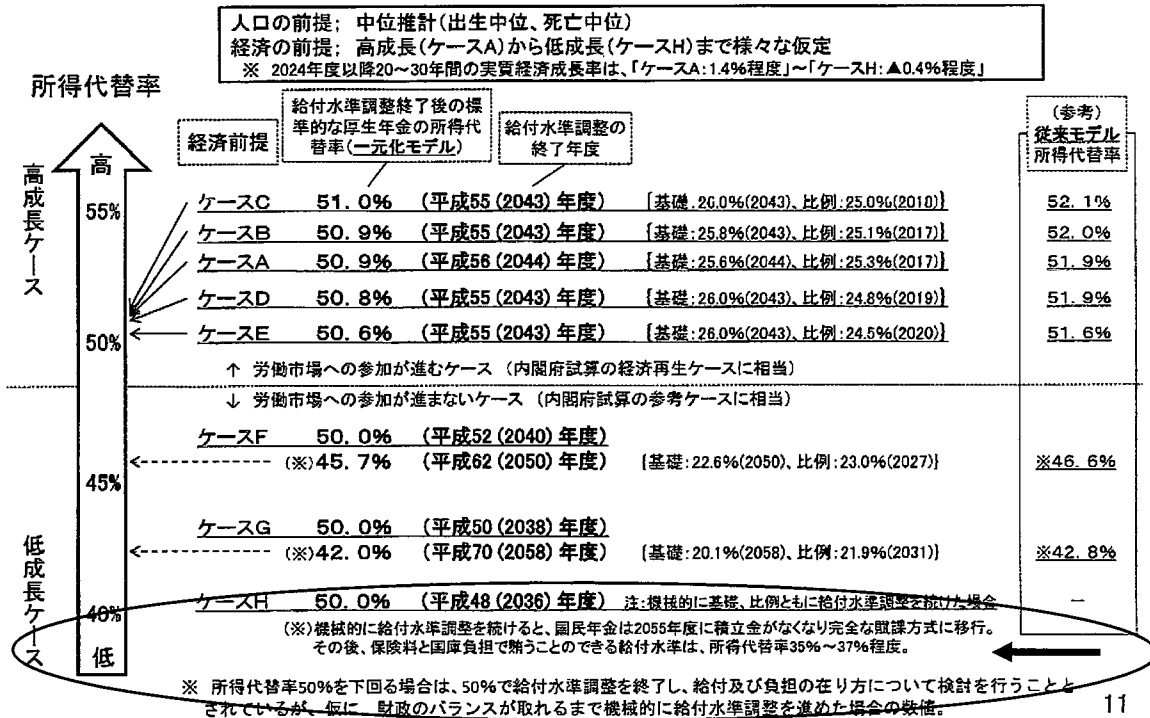 人口の前提; 中位推計(出生中位、死亡中位)
経済の前提; 高成長(ケースA)から低成長(ケースH)まで様々な仮定
※ 2024年度以降20～30年間の実質経済成長率は、「ケースA:1.4%程度」～「ケースH:▲0.4%程度」
所得代替率
経済前提
給付水準調整終了後の標
準的な厚生年金の所得代
替率(一元化モデル)
給付水準調整の
終了年度
(参考)
従来モデル
所得代替率
高
高成長ケース
55%
ケースC 51.0% (平成55(2043)年度) {基礎:26.0%(2043)、比例:25.0%(2018)} 52.1%
ケースB 50.9% (平成55(2043)年度) {基礎:25.8%(2043)、比例:25.1%(2017)} 52.0%
ケースA 50.9% (平成56(2044)年度) {基礎:25.6%(2044)、比例:25.3%(2017)} 51.9%
ケースD 50.8% (平成55(2043)年度) {基礎:26.0%(2043)、比例:24.8%(2019)} 51.9%
50%
ケースE 50.6% (平成55(2043)年度) {基礎:26.0%(2043)、比例:24.5%(2020)} 51.6%
↑ 労働市場への参加が進むケース (内閣府試算の経済再生ケースに相当)
↓ 労働市場への参加が進まないケース (内閣府試算の参考ケースに相当)
ケースF 50.0% (平成52(2040)年度)
(※)45.7% (平成62(2050)年度) {基礎:22.6%(2050)、比例:23.0%(2027)} ※46.6%
45%
ケースG 50.0% (平成50(2038)年度)
(※)42.0% (平成70(2058)年度) {基礎:20.1%(2058)、比例:21.9%(2031)} ※42.8%
低成長ケース
40%
ケースH 50.0% (平成48(2036)年度) 注:機械的に基礎、比例ともに給付水準調整を続けた場合 －
(※)機械的に給付水準調整を続けると、国民年金は2055年度に積立金がなくなり完全な賦課方式に移行。
その後、保険料と国庫負担で賄うことのできる給付水準は、所得代替率35%～37%程度。
低
※ 所得代替率50%を下回る場合は、50%で給付水準調整を終了し、給付及び負担の在り方について検討を行うことと
されているが、仮に、財政のバランスが取れるまで機械的に給付水準調整を進めた場合の数値。
11